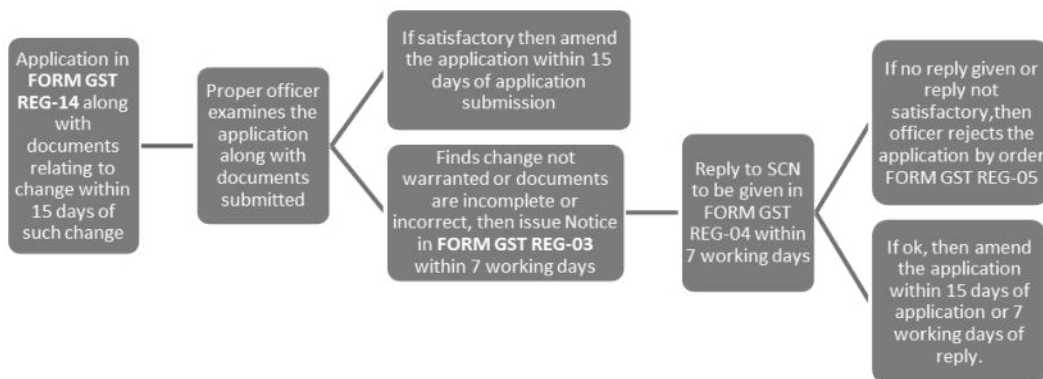 Application in
FORM GST
REG-14 along
with
documents
relating to
change within
15 days of
such change
Proper officer
examines the
application
along with
documents
submitted
If satisfactory then amend
the application within 15
days of application
submission
Finds change not
warranted or documents
are incomplete or
incorrect, then issue Notice
in FORM GST REG-03
within 7 working days
Reply to SCN
to be given in
FORM GST
REG-04 within
7 working days
If no reply given or
reply not
satisfactory,then
officer rejects the
application by order
FORM GST REG-05
If ok, then amend
the application
within 15 days of
application or 7
working days of
reply.